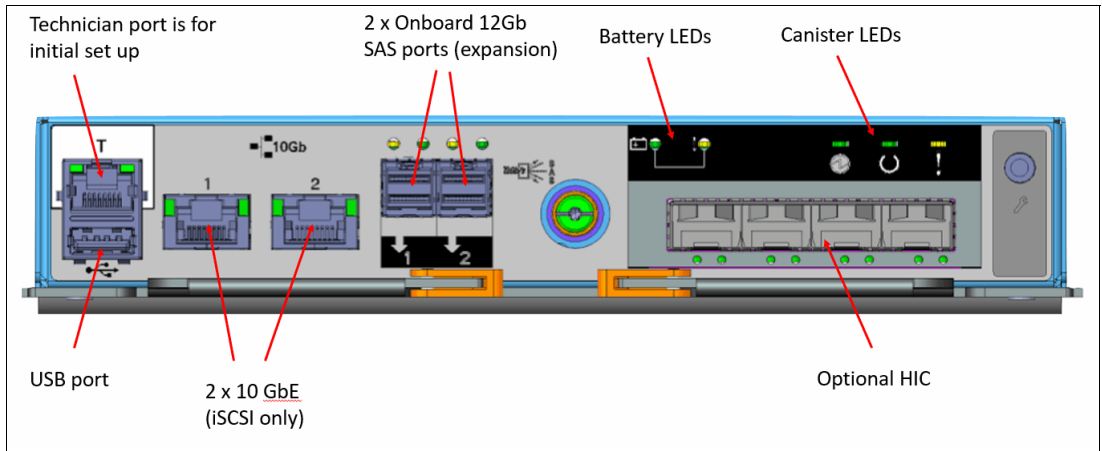 Technician port is for
initial set up
2 x Onboard 12Gb
SAS ports (expansion)
Battery LEDs
Canister LEDs
T
10Gb
1
2
1
2
USB port
2 x 10 GbE
(iSCSI only)
Optional HIC